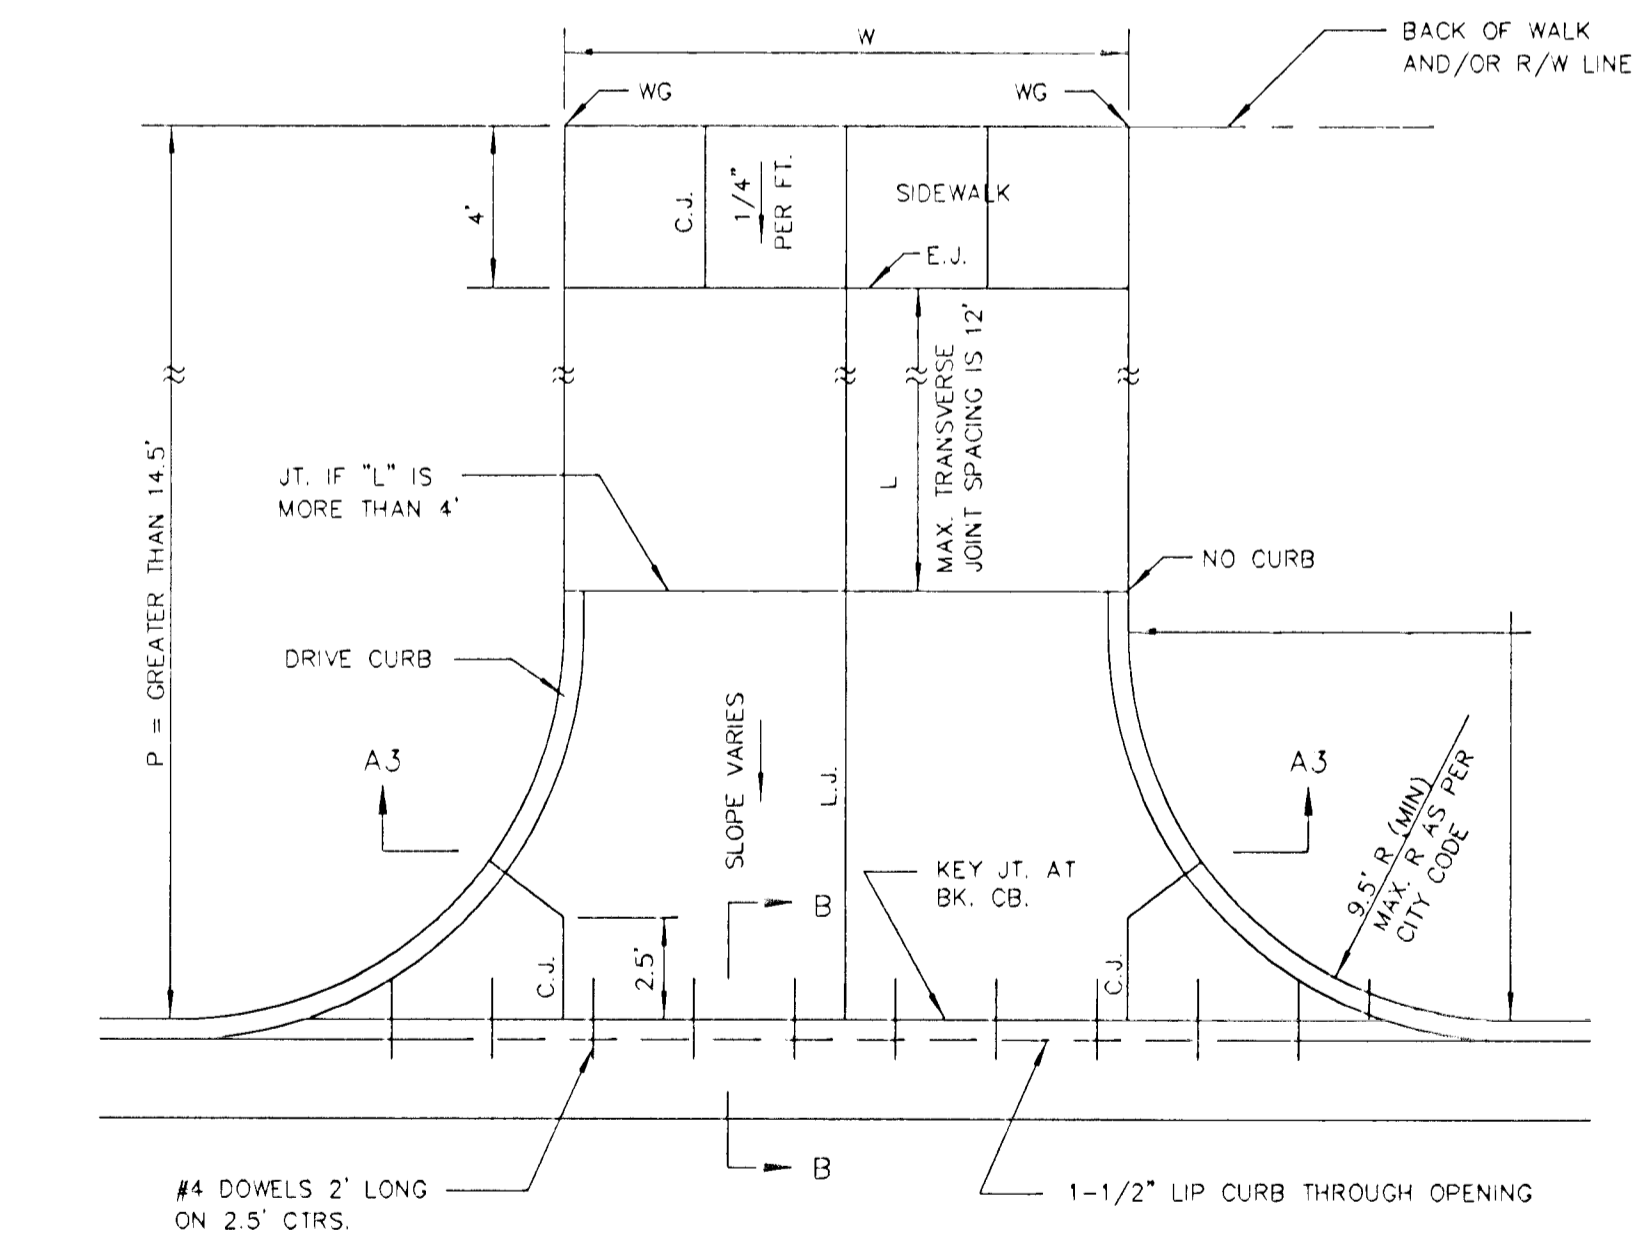 W
BACK OF WALK
AND/OR R/W LINE
WG
WG
4'
C.J.
1/4"
PER FT.
SIDEWALK
E.J.
P = GREATER THAN 14.5'
MAX. TRANSVERSE
JOINT SPACING IS 12'
L
JT. IF "L" IS
MORE THAN 4'
NO CURB
DRIVE CURB
SLOPE VARIES
L.J.
A3
A3
9.5' R (MIN)
MAX. R AS PER
CITY CODE
KEY JT. AT
BK. CB.
B
C.J.
2.5'
C.J.
B
#4 DOWELS 2' LONG
ON 2.5' CTRS.
1-1/2" LIP CURB THROUGH OPENING